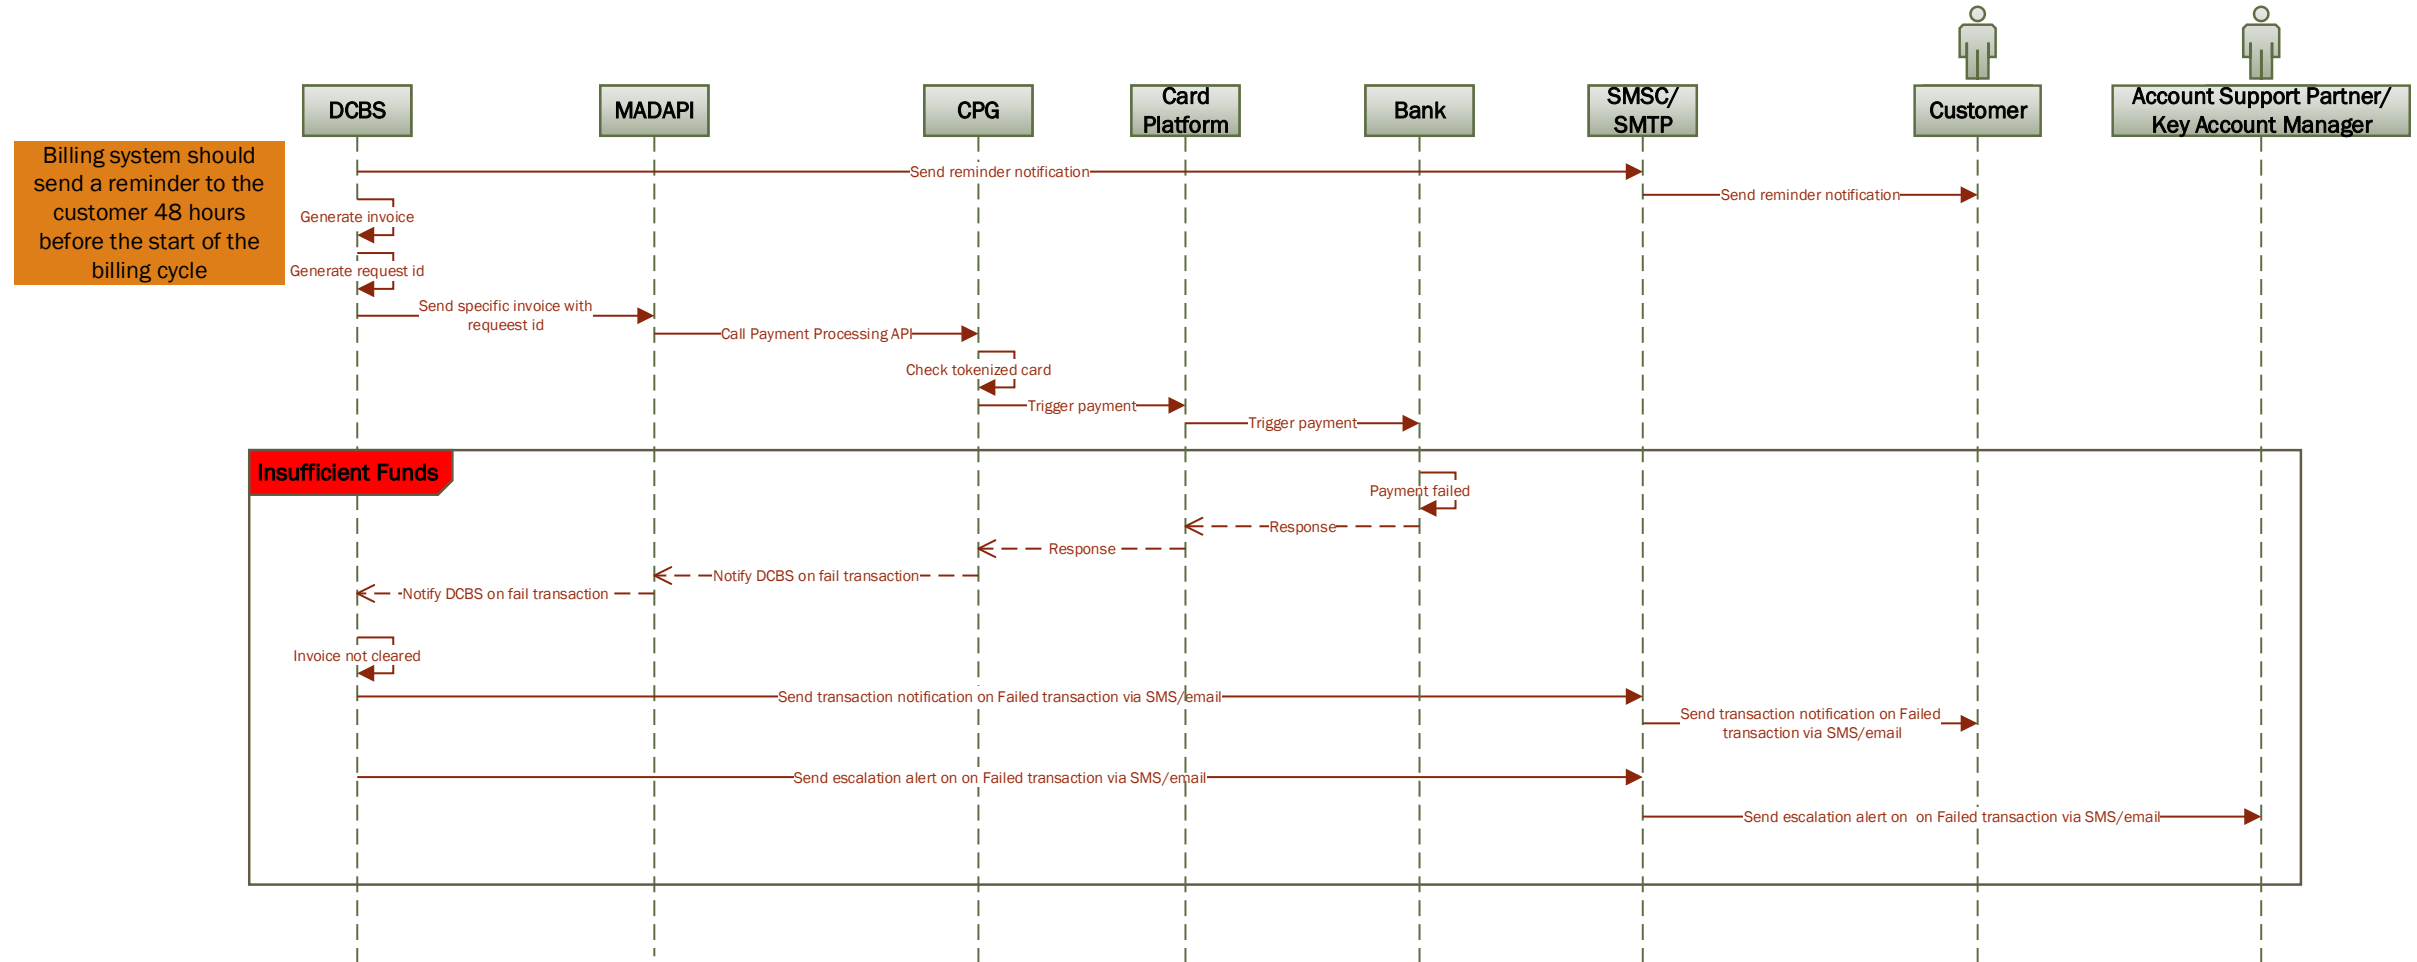 DCBS
MADAPI
CPG
Card
Platform
Bank
SMSC/
SMTP
Customer
Account Support Partner/
Key Account Manager
Billing system should
send a reminder to the
customer 48 hours
before the start of the
billing cycle
Send reminder notification
Send reminder notification
Generate invoice
Generate request id
Send specific invoice with
requeest id
Call Payment Processing API
Check tokenized card
Trigger payment
Trigger payment
Insufficient Funds
Payment failed
Response
Response
Notify DCBS on fail transaction
Notify DCBS on fail transaction
Invoice not cleared
Send transaction notification on Failed transaction via SMS/email
Send transaction notification on Failed
transaction via SMS/email
Send escalation alert on on Failed transaction via SMS/email
Send escalation alert on  on Failed transaction via SMS/email